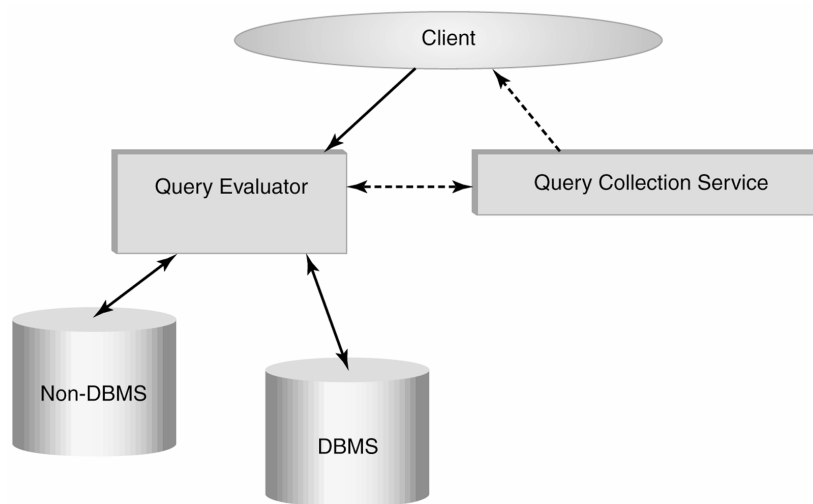 Client
Query Evaluator
Query Collection Service
Non-DBMS
DBMS